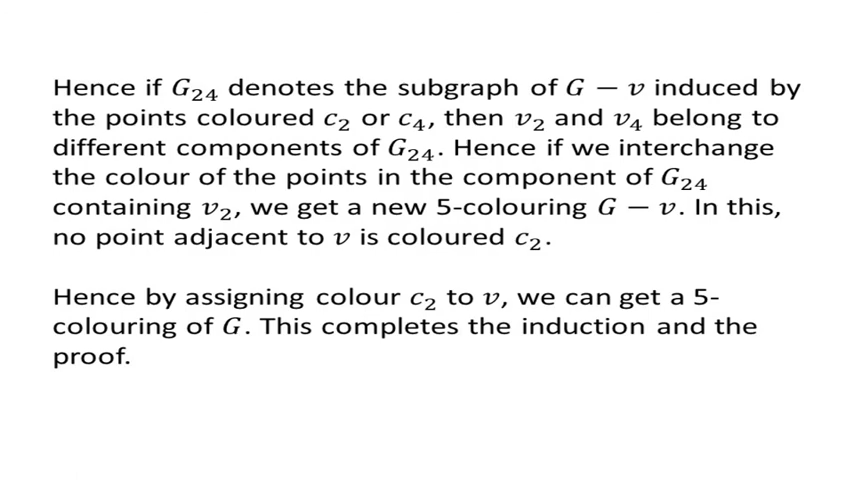 Hence if G₂₄ denotes the subgraph of G − v induced by
the points coloured c₂ or c₄, then v₂ and v₄ belong to
different components of G₂₄. Hence if we interchange
the colour of the points in the component of G₂₄
containing v₂, we get a new 5-colouring G − v. In this,
no point adjacent to v is coloured c₂.
Hence by assigning colour c₂ to v, we can get a 5-
colouring of G. This completes the induction and the
proof.